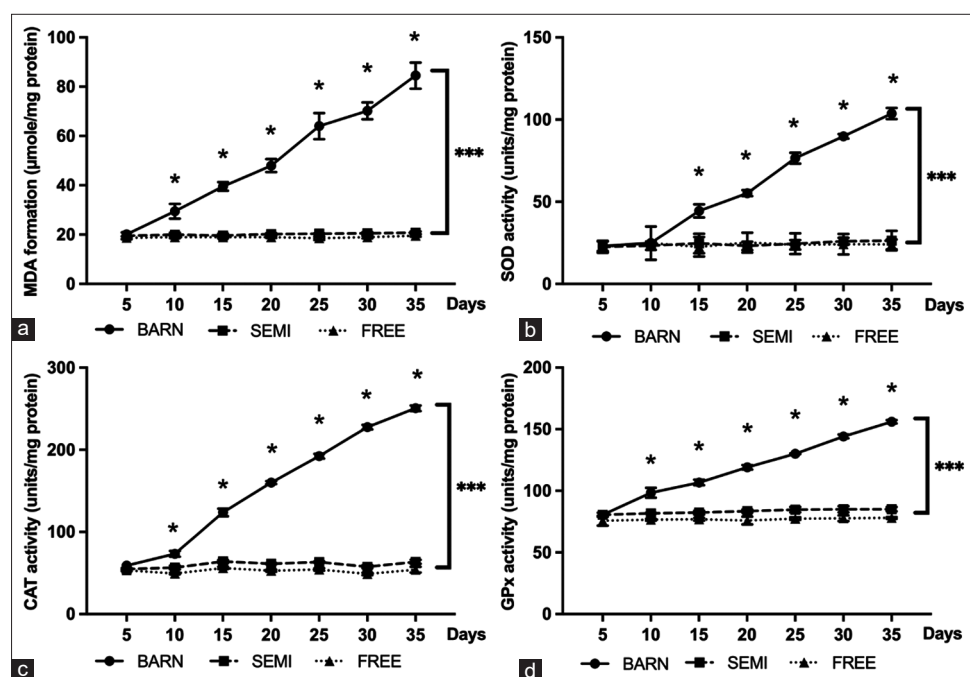 100
80
60
40
20
0
MDA formation (µmole/mg protein)
* * * * * *
***
5 10 15 20 25 30 35 Days
a
BARN SEMI FREE
150
100
50
0
SOD activity (units/mg protein)
* * * * *
***
5 10 15 20 25 30 35 Days
b
BARN SEMI FREE
300
200
100
0
CAT activity (units/mg protein)
* * * * * *
***
5 10 15 20 25 30 35 Days
c
BARN SEMI FREE
200
150
100
50
0
GPx activity (units/mg protein)
* * * * * *
***
5 10 15 20 25 30 35 Days
d
BARN SEMI FREE